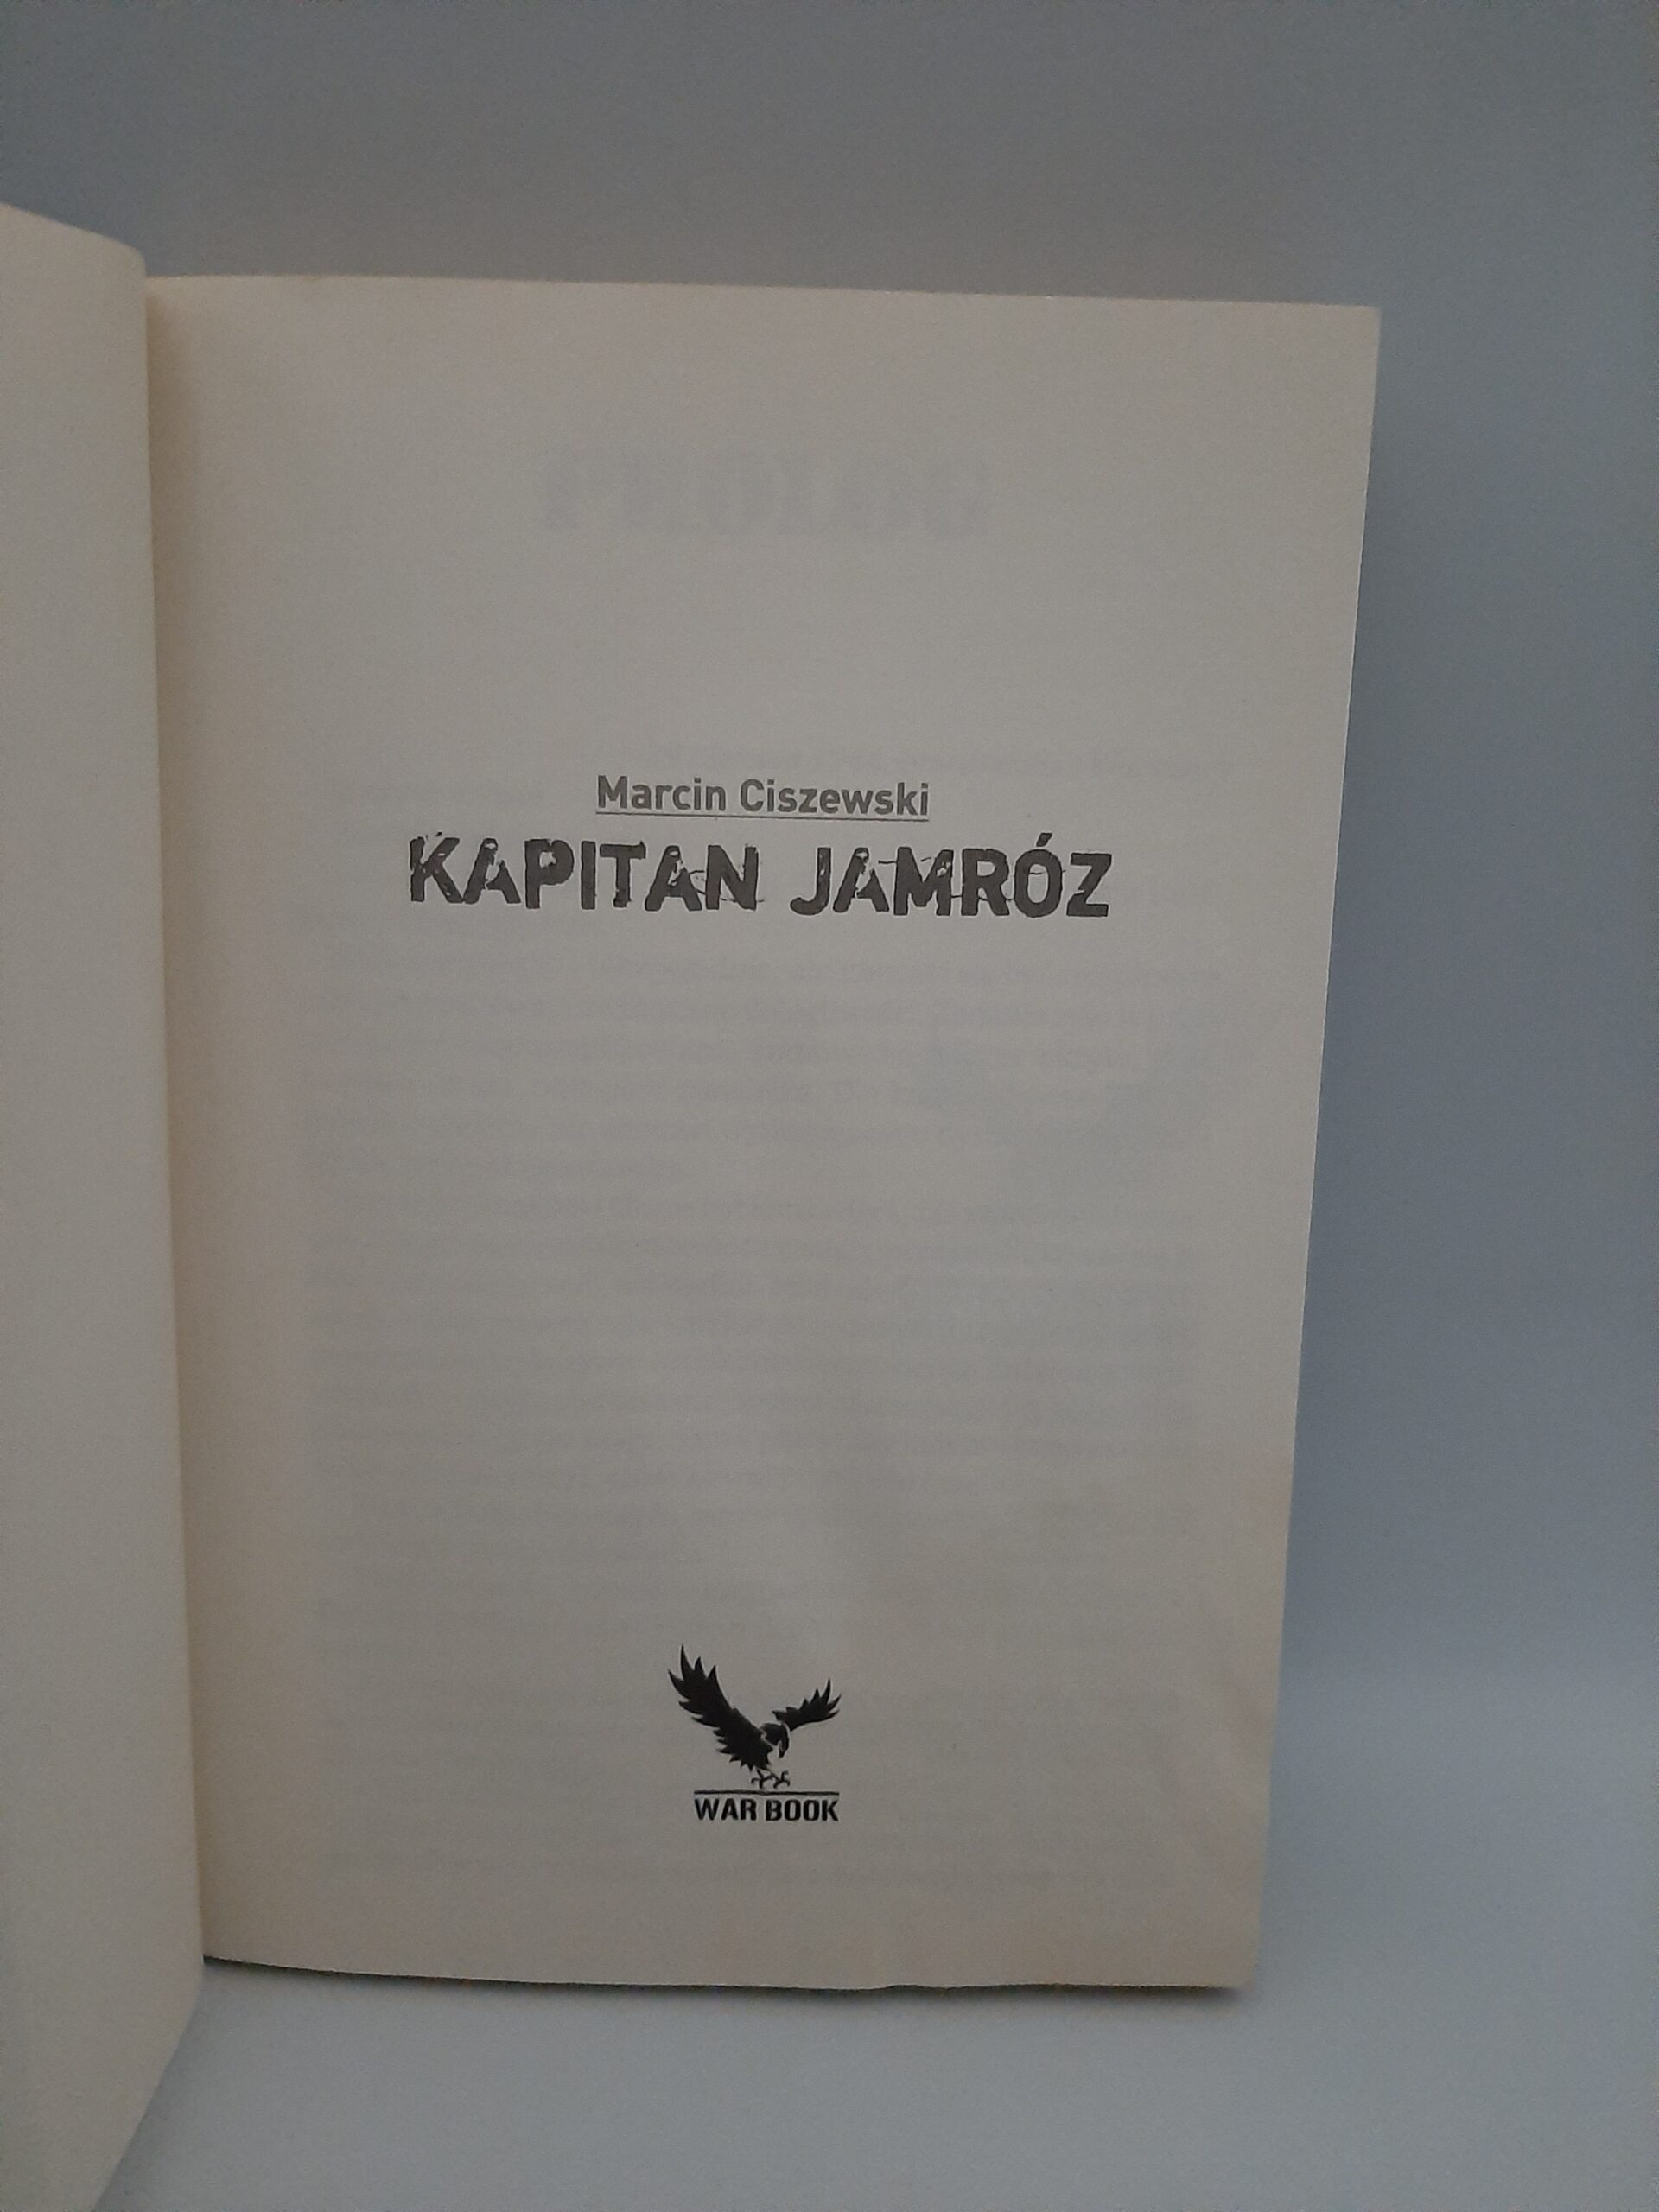 Marcin Ciszewski
KAPITAN JAMRÓZ
WAR BOOK